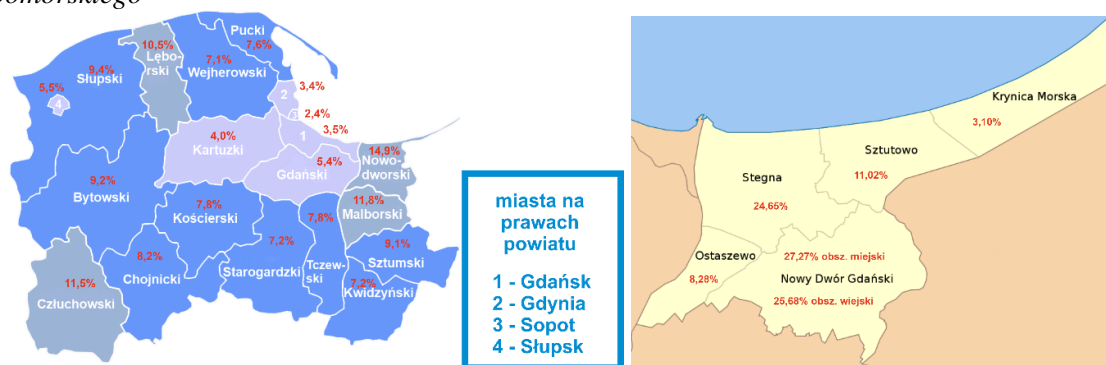 pomorskiego
Pucki
7,6%
10,5%
Lębo-
rski
7,1%
Wejherowski
9,4%
Słupski
5,5%
4
2
3,4%
3
2,4%
3,5%
1
4,0%
Kartuzki
5,4%
Gdański
14,9%
Nowo-
dworski
9,2%
Bytowski
7,8%
Kościerski
7,8%
11,8%
Malborski
8,2%
Chojnicki
7,2%
Starogardzki
Tczew-
ski
9,1%
Sztumski
7,2%
Kwidzyński
11,5%
Człuchowski
miasta na
prawach
powiatu
1 - Gdańsk
2 - Gdynia
3 - Sopot
4 - Słupsk
Krynica Morska
3,10%
Sztutowo
11,02%
Stegna
24,65%
Ostaszewo
8,28%
27,27% obsz. miejski
Nowy Dwór Gdański
25,68% obsz. wiejski